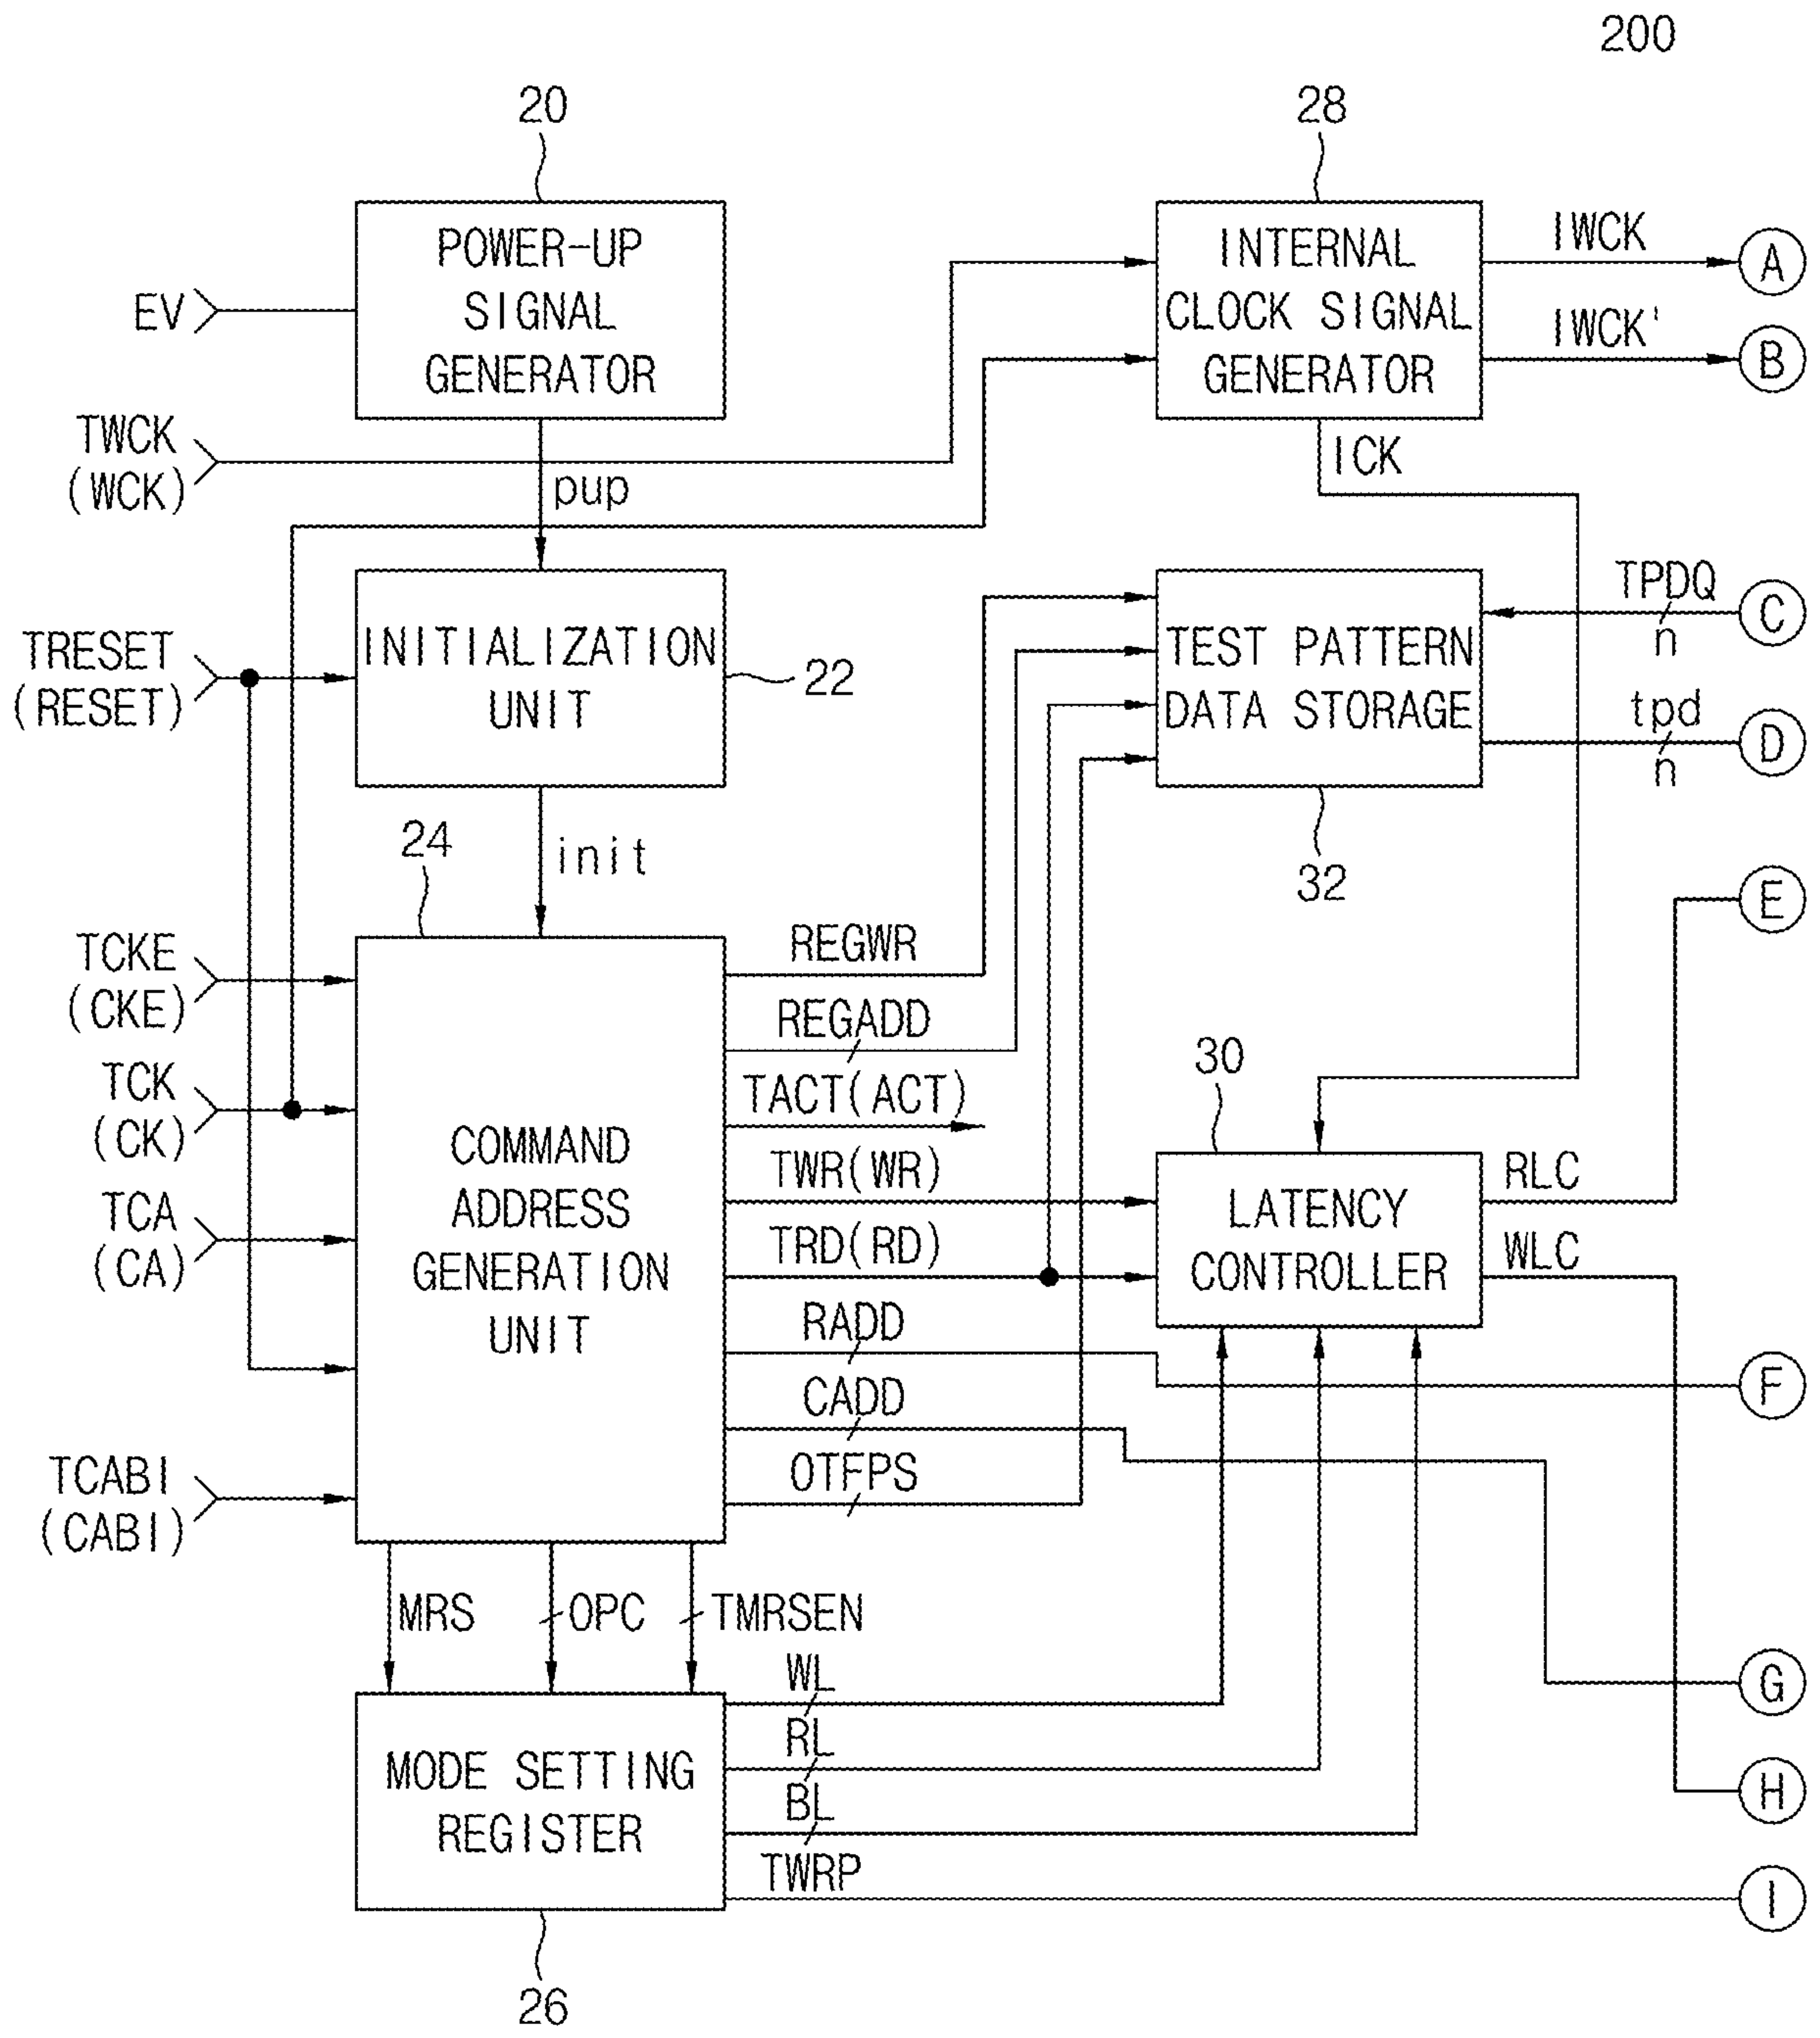 200
20
28
POWER-UP
SIGNAL
GENERATOR
INTERNAL
CLOCK SIGNAL
GENERATOR
IWCK
A
IWCK'
B
EV
TWCK
(WCK)
pup
ICK
TRESET
(RESET)
INITIALIZATION
UNIT
22
TEST PATTERN
DATA STORAGE
32
TPDQ
n
C
tpd
n
D
init
24
E
TCKE
(CKE)
TCK
(CK)
TCA
(CA)
TCABI
(CABI)
COMMAND
ADDRESS
GENERATION
UNIT
REGWR
REGADD
TACT(ACT)
TWR(WR)
TRD(RD)
RADD
CADD
OTFPS
30
LATENCY
CONTROLLER
RLC
WLC
F
MRS
OPC
TMRSEN
MODE SETTING
REGISTER
26
WL
RL
BL
TWRP
G
H
I